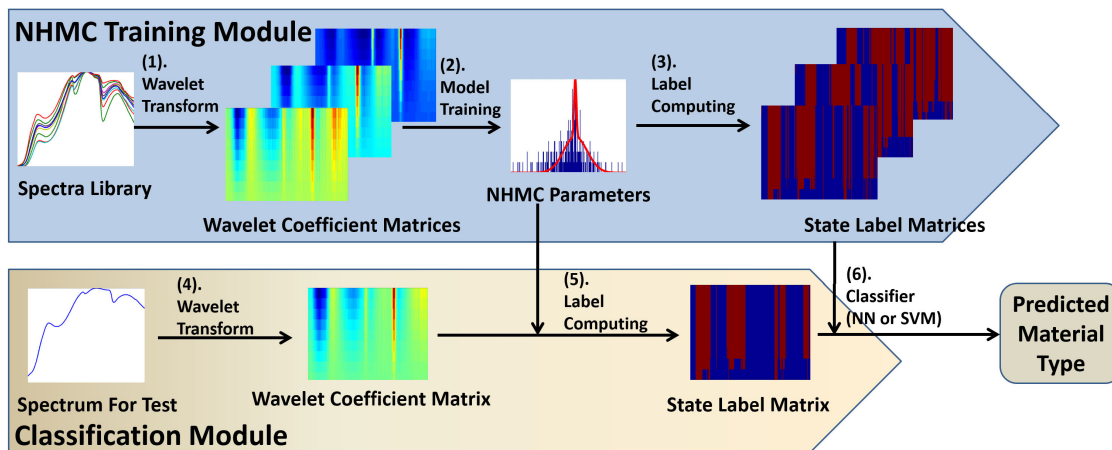 NHMC Training Module
(1).
Wavelet
Transform
(2).
Model
Training
(3).
Label
Computing
Spectra Library
Wavelet Coefficient Matrices
NHMC Parameters
State Label Matrices
(4).
Wavelet
Transform
(5).
Label
Computing
(6).
Classifier
(NN or SVM)
Predicted
Material
Type
Spectrum For Test
Wavelet Coefficient Matrix
State Label Matrix
Classification Module